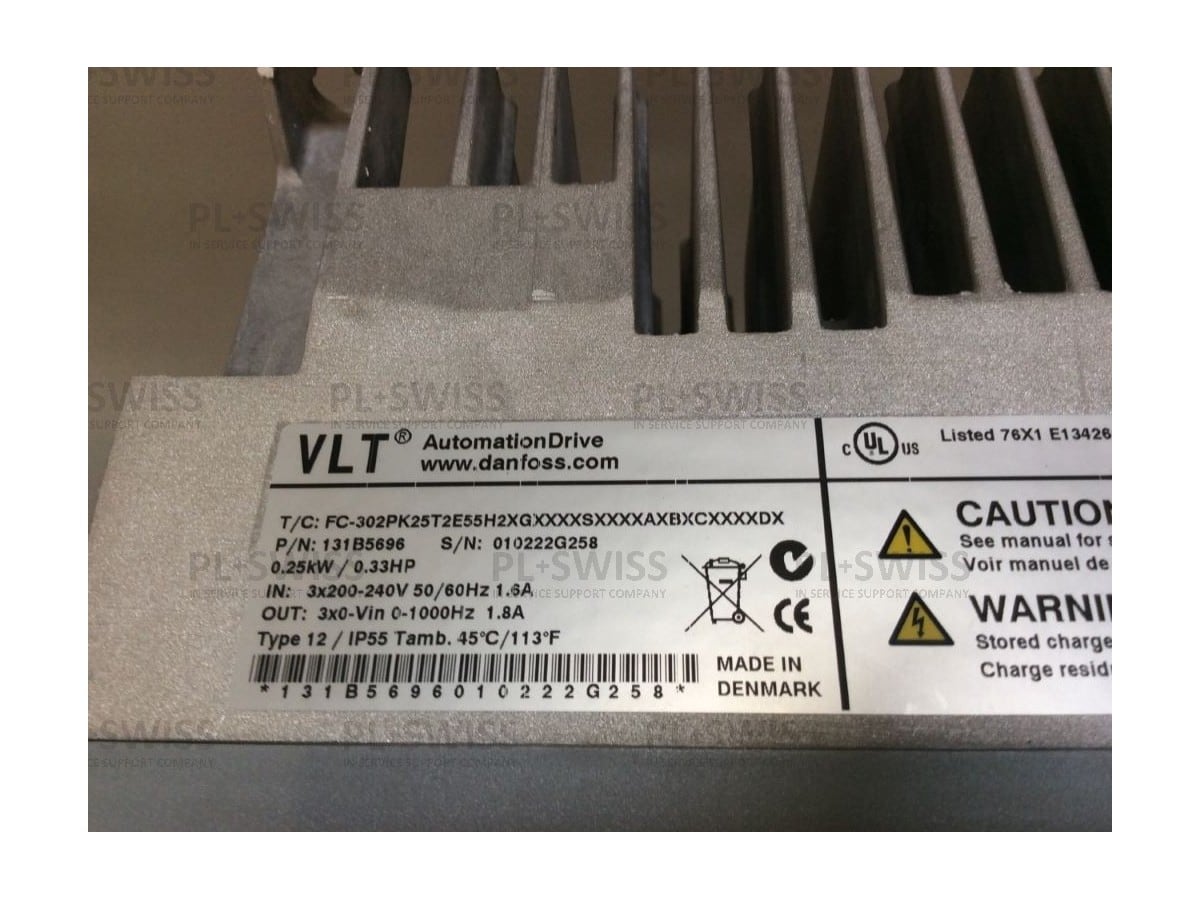 VLT® AutomationDrive
www.danfoss.com
T/C: FC-302PK25T2E55H2XGXXXXSXXXXAXBXCXXXXDX
P/N: 131B5696 S/N: 010222G258
0.25kW / 0.33HP
IN: 3x200-240V 50/60Hz 1.6A
OUT: 3x0-Vin 0-1000Hz 1.8A
Type 12 / IP55 Tamb. 45°C/113°F
*131B5696010222G258*
MADE IN
DENMARK
CE
C UL US
Listed 76X1 E13426
CAUTION
See manual for
Voir manuel de
WARNI
Stored charge
Charge resid
PL+SWISS
IN SERVICE SUPPORT COMPANY